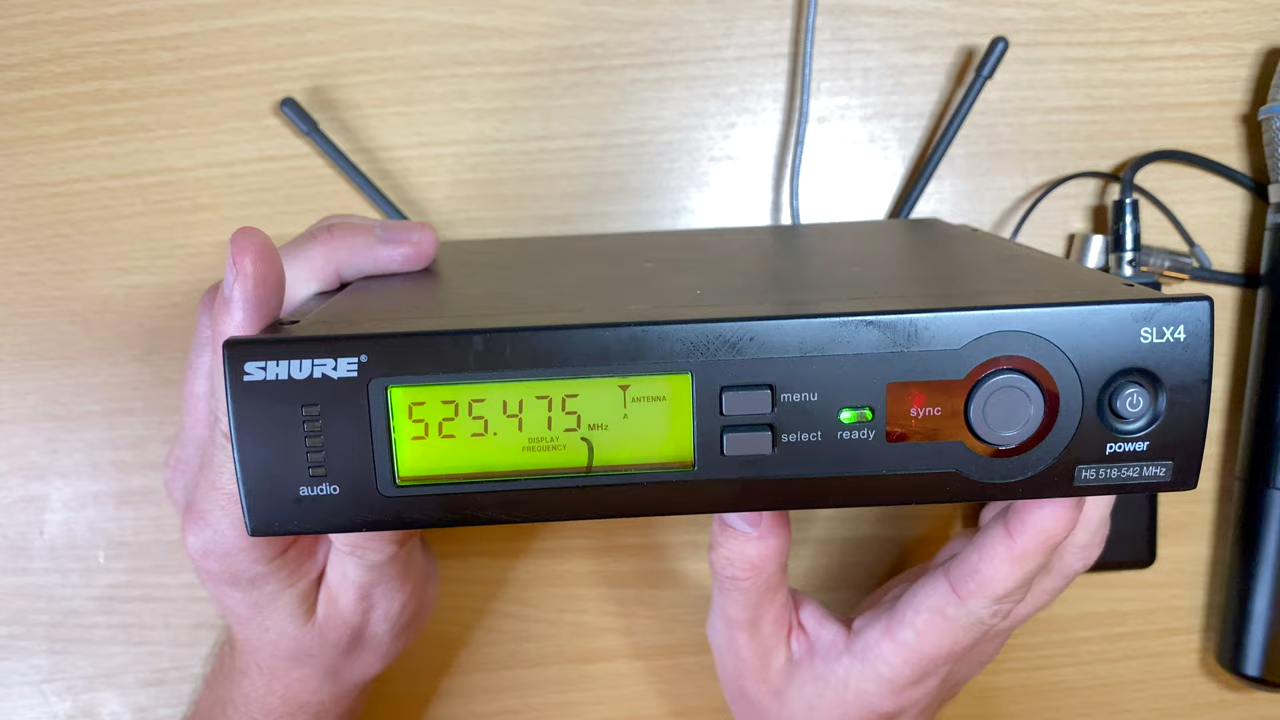 SHURE®
SLX4
525.475 MHz
ANTENNA
A
DISPLAY
FREQUENCY
menu
select
ready
sync
power
audio
H5 518-542 MHz